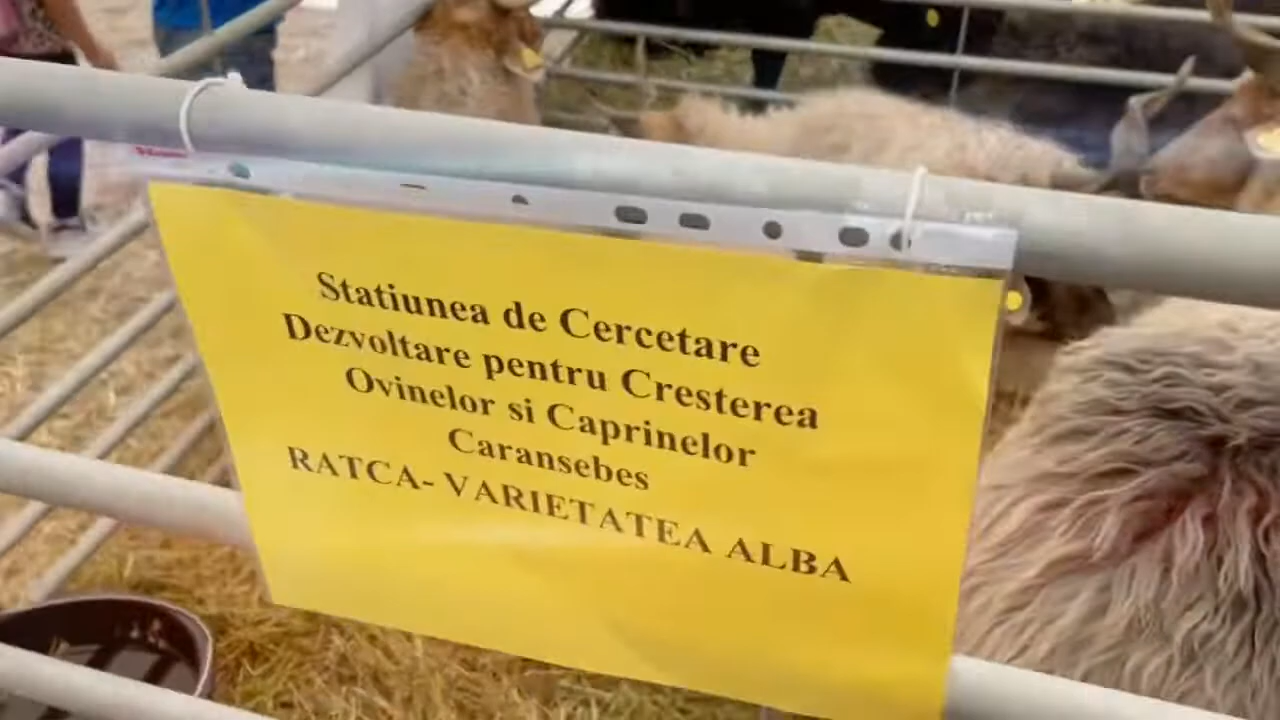 Statiunea de Cercetare
Dezvoltare pentru Cresterea
Ovinelor si Caprinelor
Caransebes
RATCA- VARIETATEA ALBA